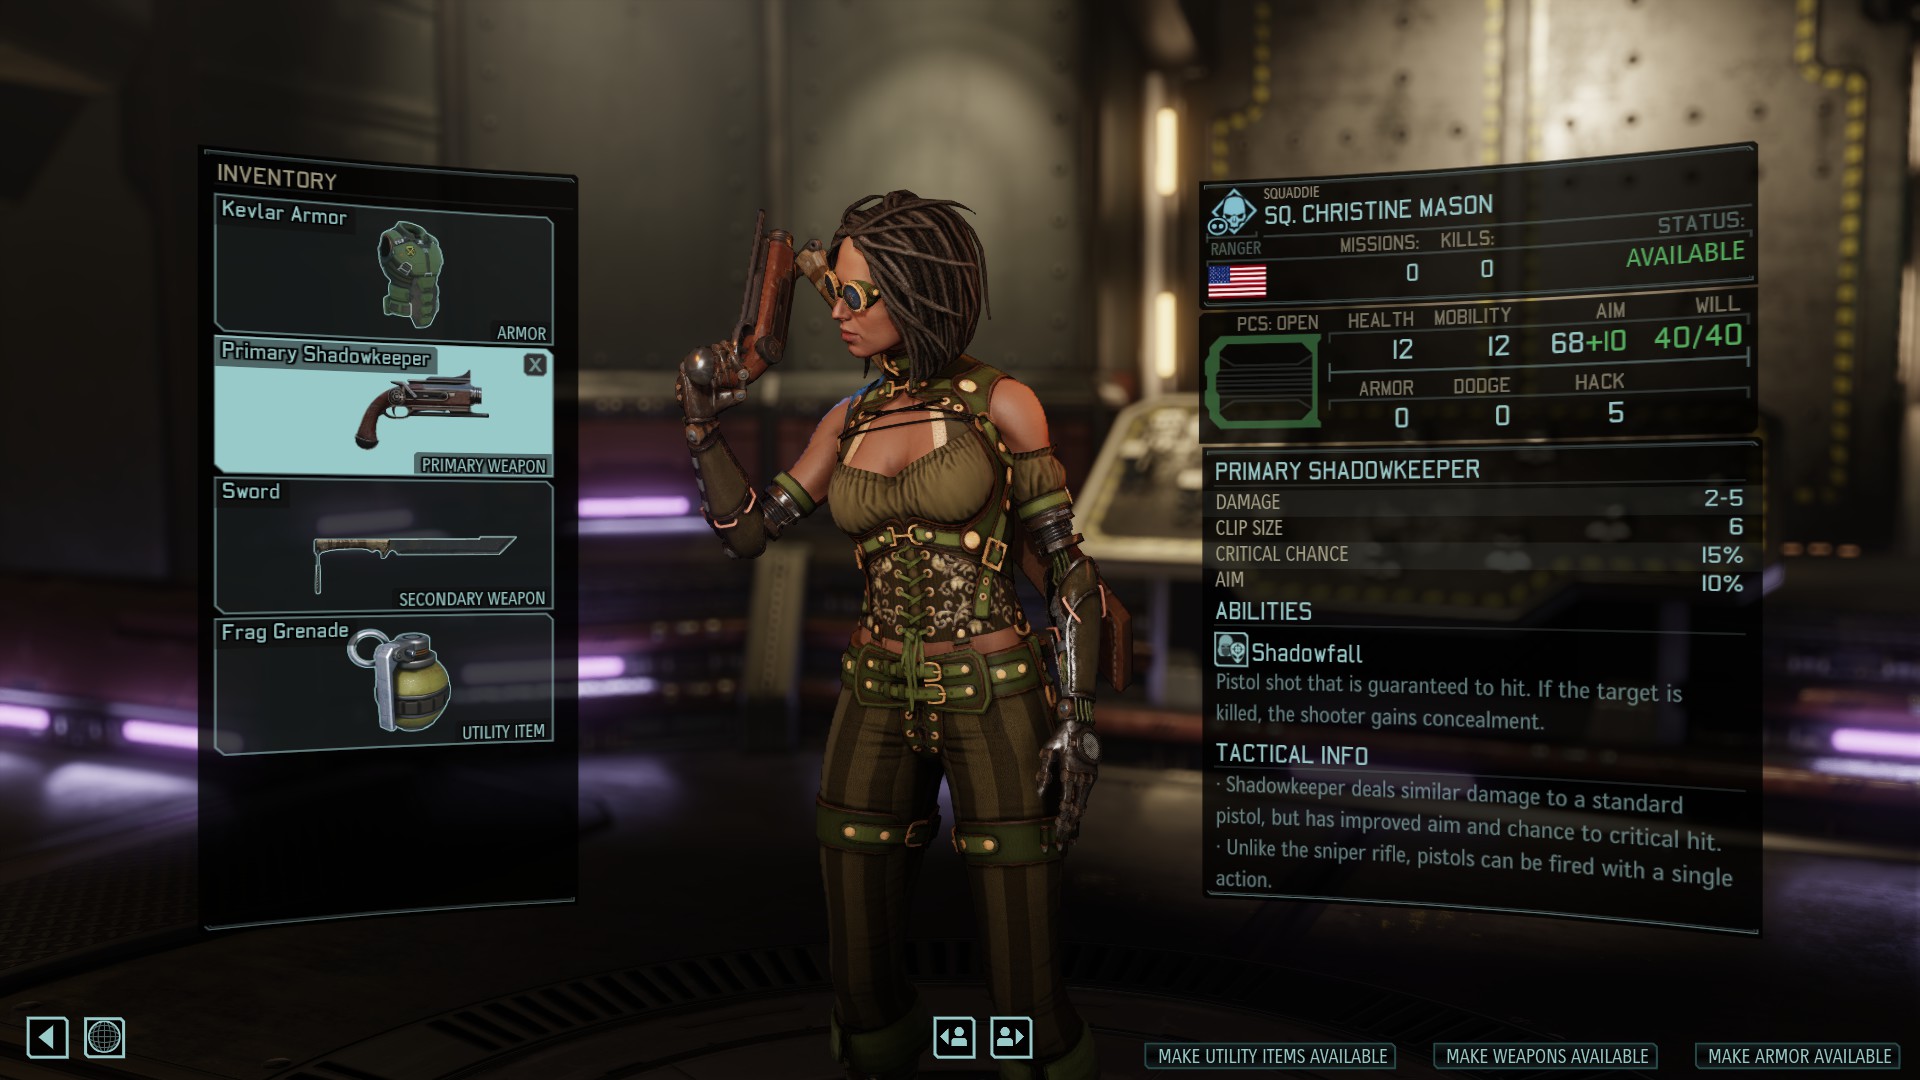 INVENTORY
Kevlar Armor
ARMOR
Primary Shadowkeeper
X
PRIMARY WEAPON
Sword
SECONDARY WEAPON
Frag Grenade
UTILITY ITEM
SQUADDIE
SQ. CHRISTINE MASON
RANGER
MISSIONS: KILLS: STATUS:
0 0 AVAILABLE
PCS: OPEN HEALTH MOBILITY AIM WILL
12 12 68+10 40/40
ARMOR DODGE HACK
0 0 5
PRIMARY SHADOWKEEPER
DAMAGE 2-5
CLIP SIZE 6
CRITICAL CHANCE 15%
AIM 10%
ABILITIES
Shadowfall
Pistol shot that is guaranteed to hit. If the target is
killed, the shooter gains concealment.
TACTICAL INFO
· Shadowkeeper deals similar damage to a standard
pistol, but has improved aim and chance to critical hit.
· Unlike the sniper rifle, pistols can be fired with a single
action.
MAKE UTILITY ITEMS AVAILABLE MAKE WEAPONS AVAILABLE MAKE ARMOR AVAILABLE